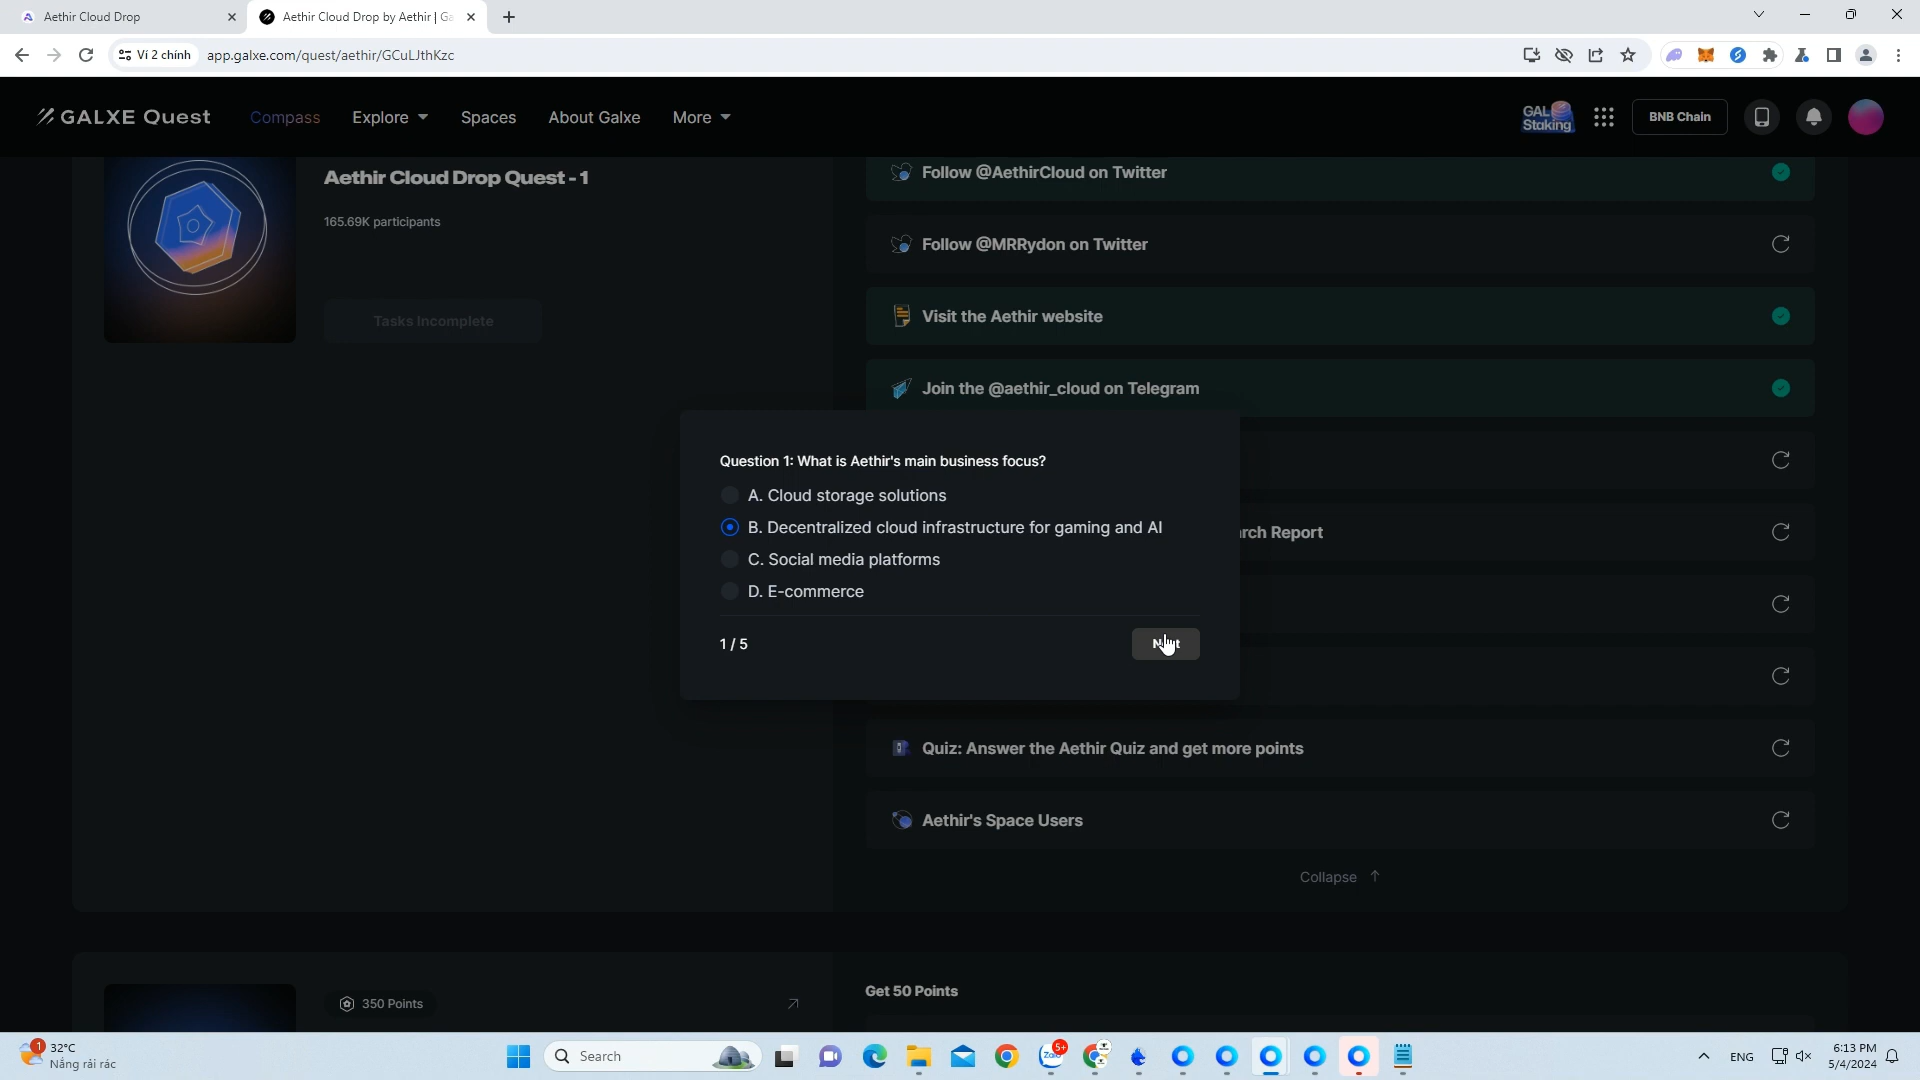 Aethir Cloud Drop
Aethir Cloud Drop by Aethir | Ga
Ví 2 chính
app.galxe.com/quest/aethir/GCuLJthKzc
GALXE Quest
Compass
Explore
Spaces
About Galxe
More
GAL
Staking
BNB Chain
Aethir Cloud Drop Quest - 1
165.69K participants
Tasks Incomplete
Follow @AethirCloud on Twitter
Follow @MRRydon on Twitter
Visit the Aethir website
Join the @aethir_cloud on Telegram
Question 1: What is Aethir's main business focus?
A. Cloud storage solutions
B. Decentralized cloud infrastructure for gaming and AI
C. Social media platforms
D. E-commerce
1 / 5
rch Report
Quiz: Answer the Aethir Quiz and get more points
Aethir's Space Users
Collapse
350 Points
Get 50 Points
1
32°C
Nắng rải rác
Search
Zalo
5+
ENG
6:13 PM
5/4/2024